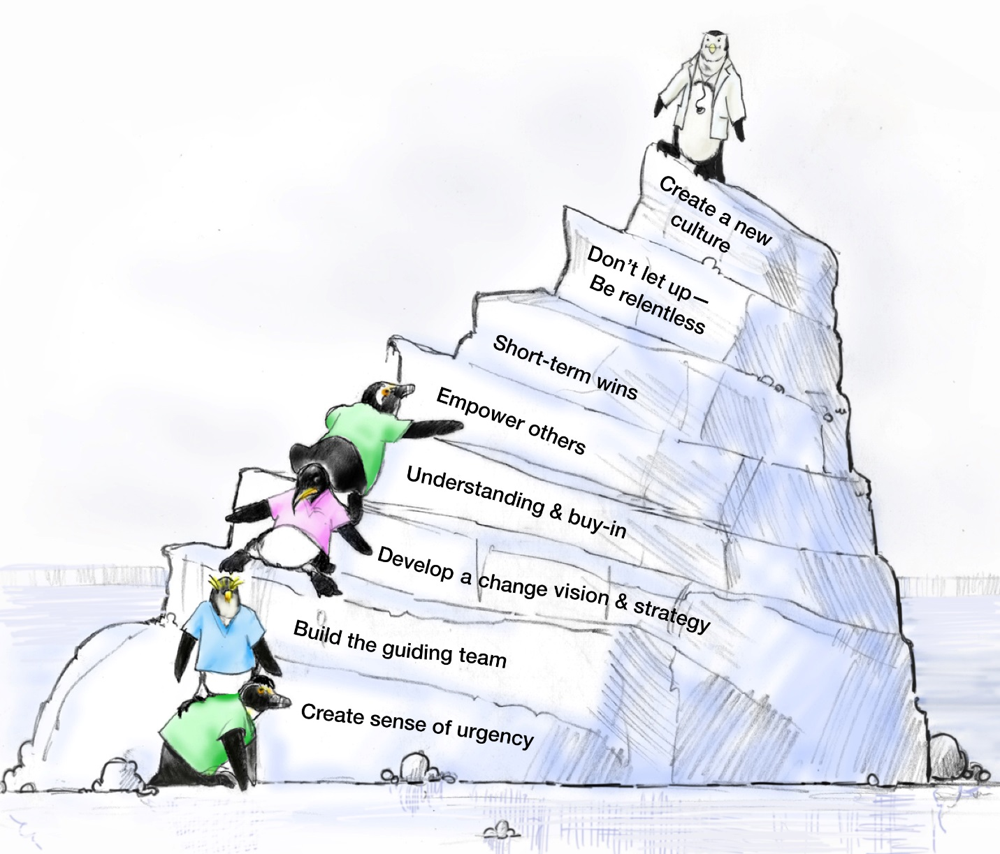 Create a new
culture
Don't let up—
Be relentless
Short-term wins
Empower others
Understanding & buy-in
Develop a change vision & strategy
Build the guiding team
Create sense of urgency